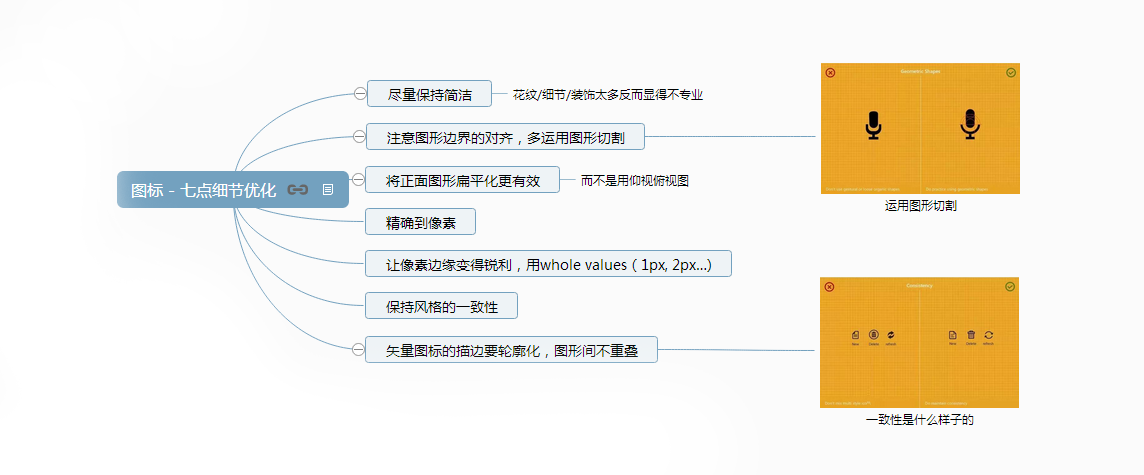 图标 - 七点细节优化
尽量保持简洁
花纹/细节/装饰太多反而显得不专业
注意图形边界的对齐，多运用图形切割
Geometric Shapes
运用图形切割
将正面图形扁平化更有效
而不是用仰视俯视图
精确到像素
让像素边缘变得锐利，用whole values（1px, 2px...）
保持风格的一致性
矢量图标的描边要轮廓化，图形间不重叠
Consistency
New Delete refresh
New Delete refresh
一致性是什么样子的